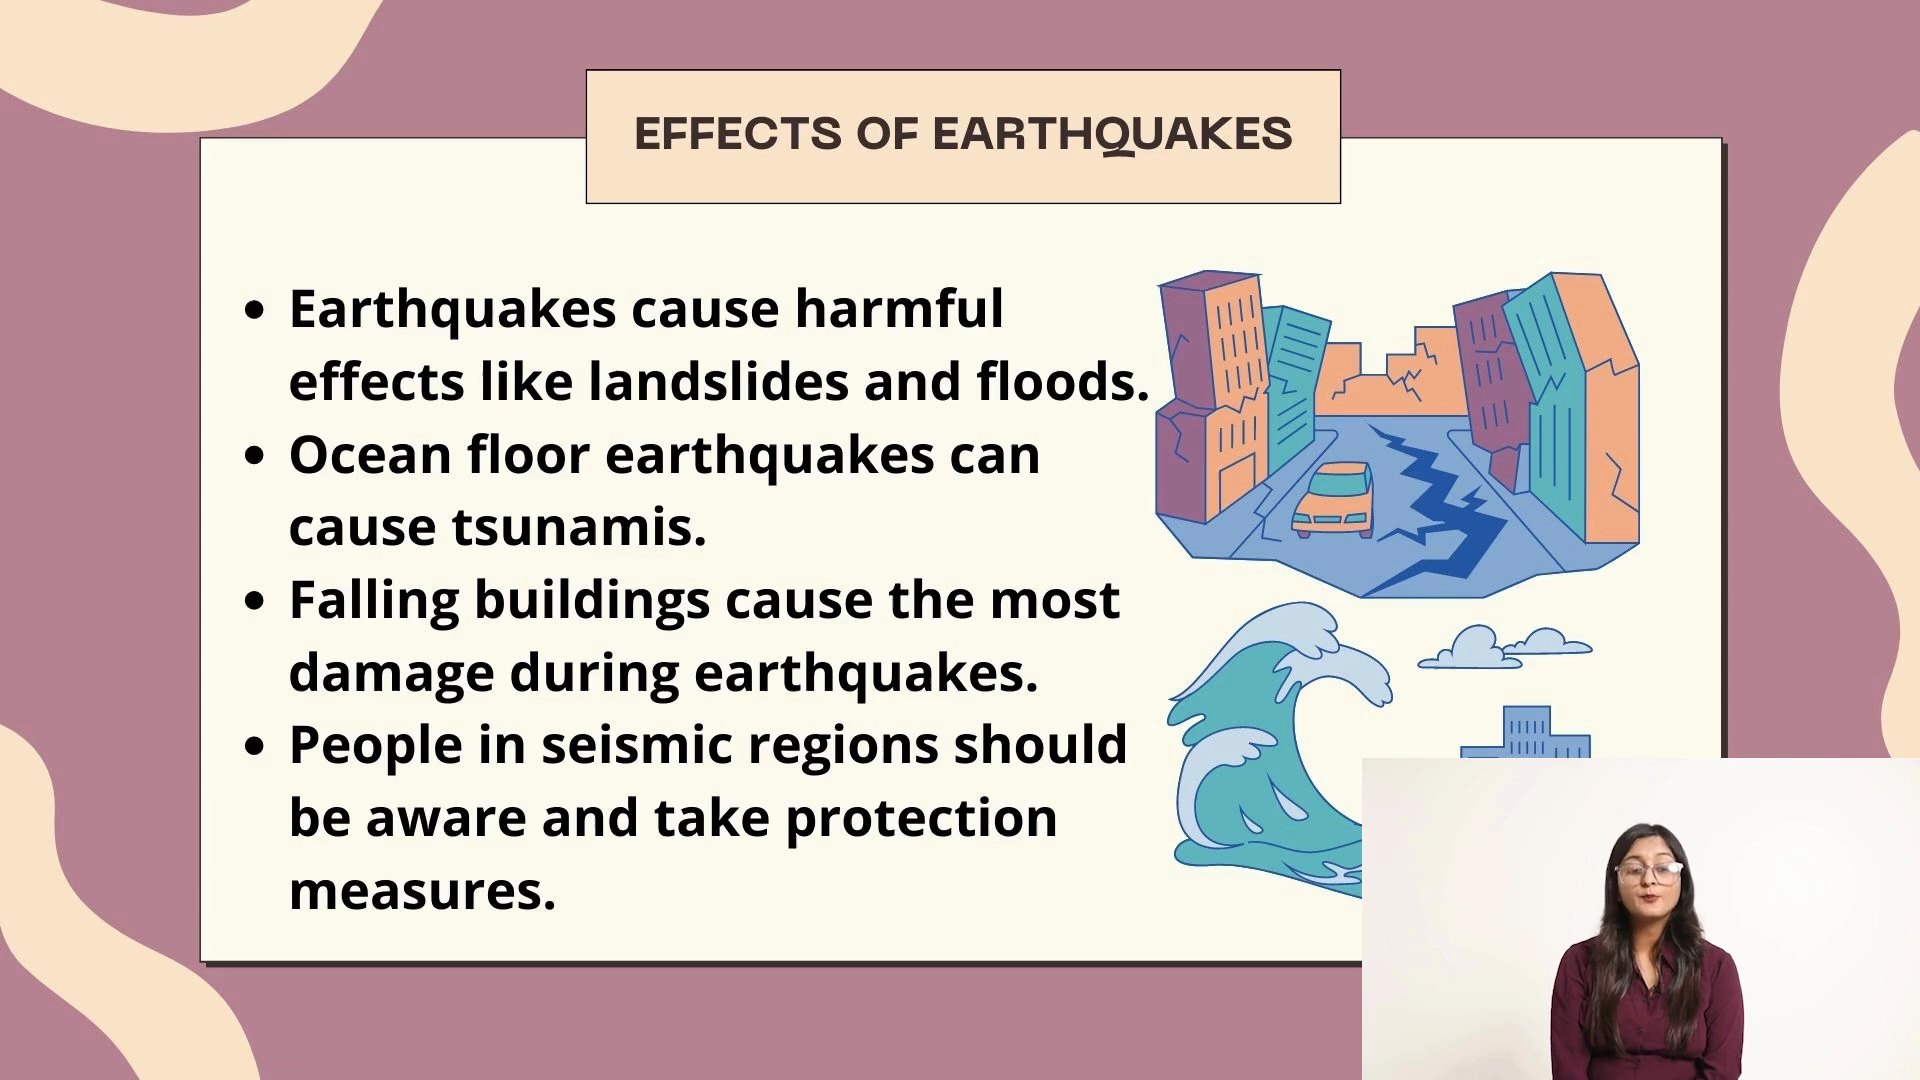 EFFECTS OF EARTHQUAKES
• Earthquakes cause harmful
effects like landslides and floods.
• Ocean floor earthquakes can
cause tsunamis.
• Falling buildings cause the most
damage during earthquakes.
• People in seismic regions should
be aware and take protection
measures.